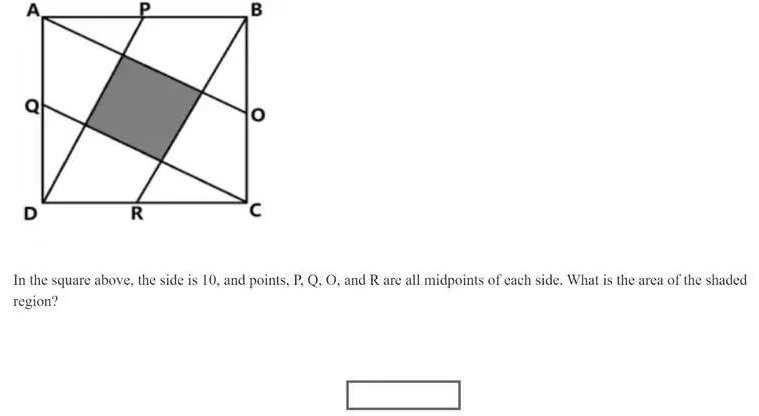 A P B
Q O
D R C
In the square above, the side is 10, and points, P, Q, O, and R are all midpoints of each side. What is the area of the shaded
region?